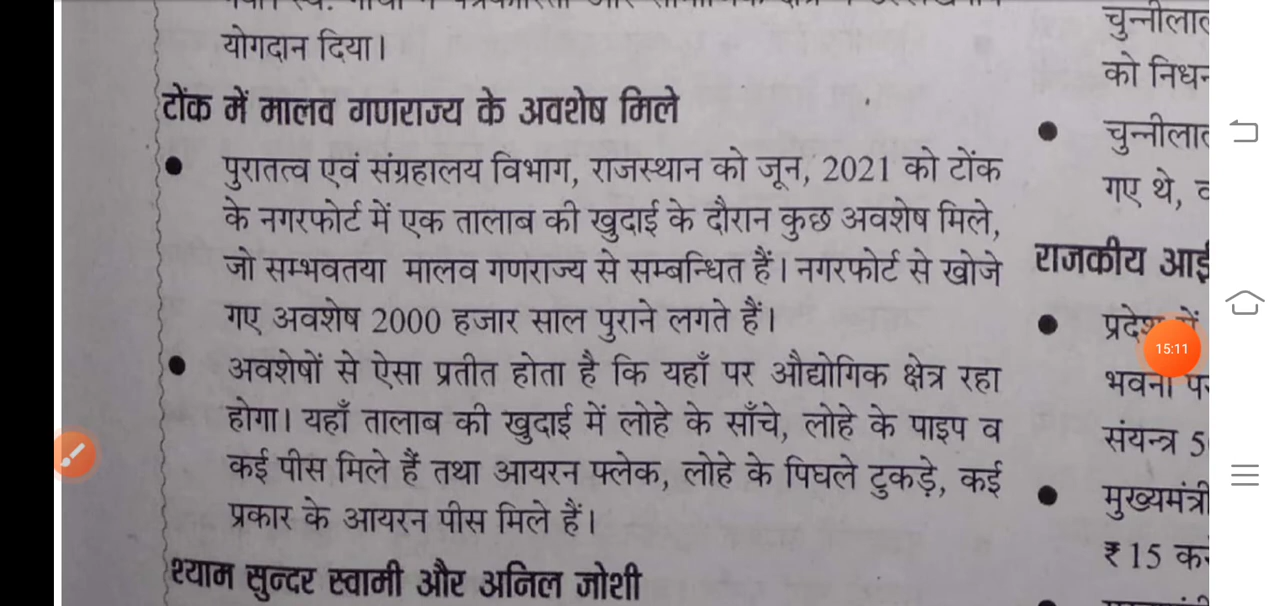 योगदान दिया।
टोंक में मालव गणराज्य के अवशेष मिले
● पुरातत्व एवं संग्रहालय विभाग, राजस्थान को जून, 2021 को टोंक
के नगरफोर्ट में एक तालाब की खुदाई के दौरान कुछ अवशेष मिले,
जो सम्भवतया मालव गणराज्य से सम्बन्धित हैं। नगरफोर्ट से खोजे
गए अवशेष 2000 हजार साल पुराने लगते हैं।
● अवशेषों से ऐसा प्रतीत होता है कि यहाँ पर औद्योगिक क्षेत्र रहा
होगा। यहाँ तालाब की खुदाई में लोहे के साँचे, लोहे के पाइप व
कई पीस मिले हैं तथा आयरन फ्लेक, लोहे के पिघले टुकड़े, कई
प्रकार के आयरन पीस मिले हैं।
श्याम सुन्दर स्वामी और अनिल जोशी
को
●
गए थे,
राजकीय
●
संयन्त्र
● मुख्यमंत्री
₹15
15:11